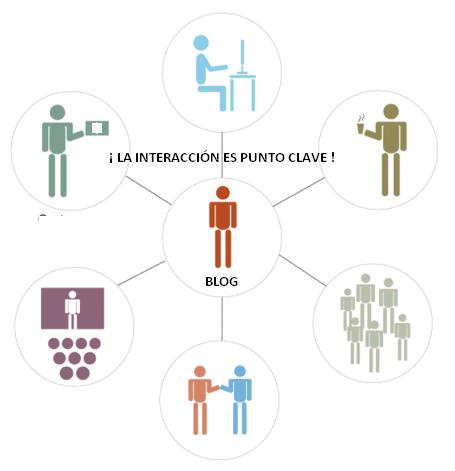 ¡ LA INTERACCIÓN ES PUNTO CLAVE !
BLOG